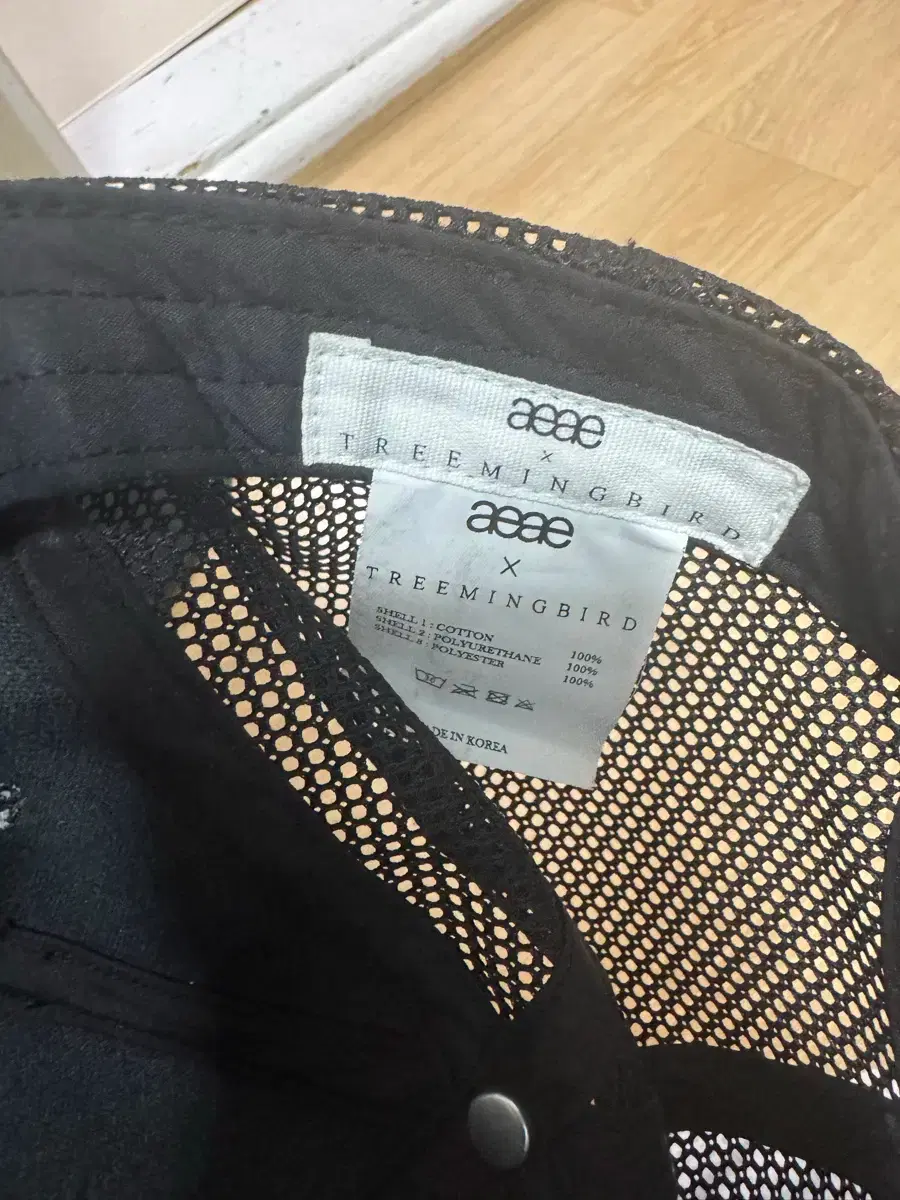 aeae
×
TREEMINGBIRD
aeae
×
TREEMINGBIRD
SHELL 1 : COTTON 100%
SHELL 2 : POLYURETHANE 100%
SHELL 3 : POLYESTER 100%
DE IN KOREA